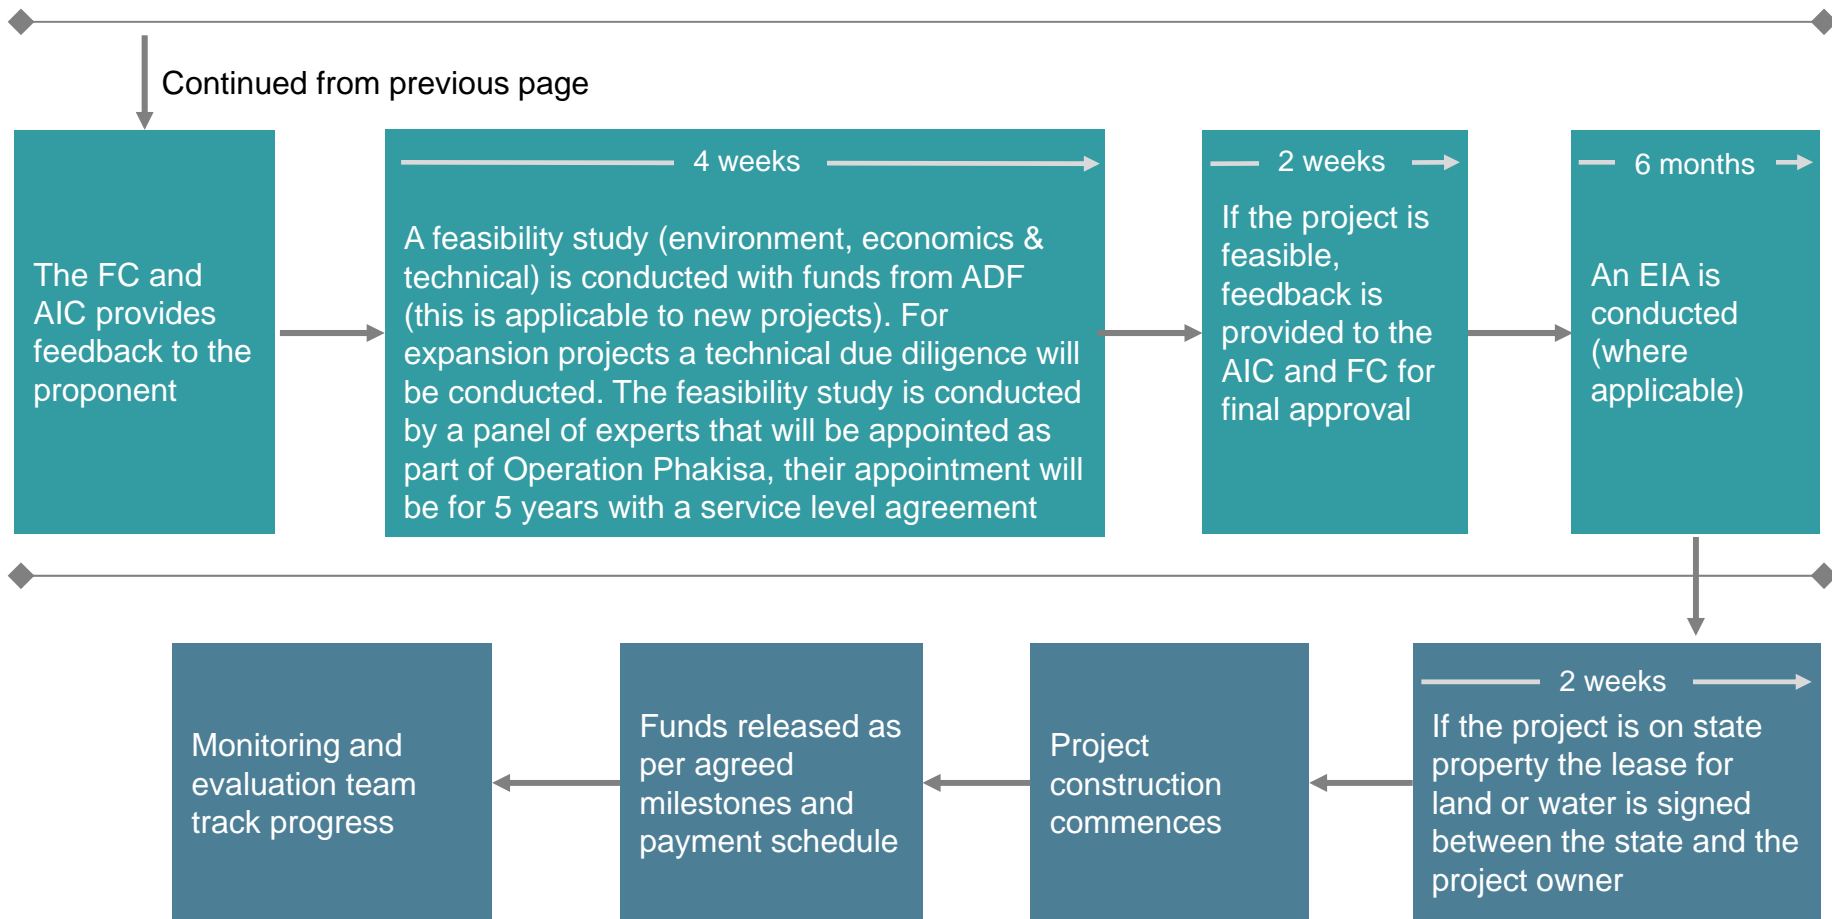 Continued from previous page
The FC and
AIC provides
feedback to the
proponent
4 weeks
A feasibility study (environment, economics &
technical) is conducted with funds from ADF
(this is applicable to new projects). For
expansion projects a technical due diligence will
be conducted. The feasibility study is conducted
by a panel of experts that will be appointed as
part of Operation Phakisa, their appointment will
be for 5 years with a service level agreement
2 weeks
If the project is
feasible,
feedback is
provided to the
AIC and FC for
final approval
6 months
An EIA is
conducted
(where
applicable)
2 weeks
If the project is on state
property the lease for
land or water is signed
between the state and the
project owner
Project
construction
commences
Funds released as
per agreed
milestones and
payment schedule
Monitoring and
evaluation team
track progress